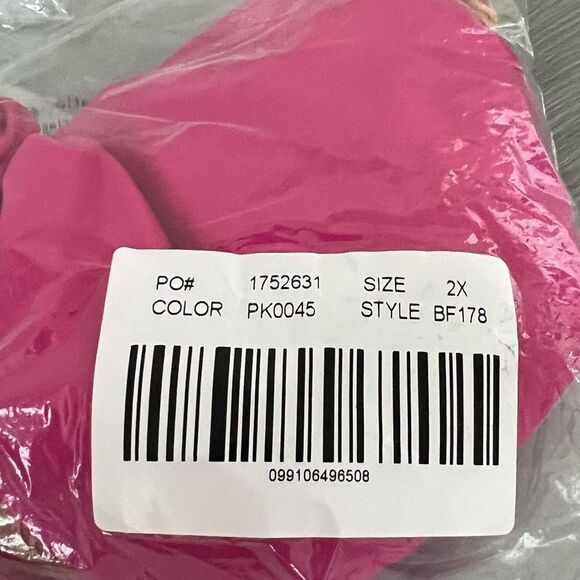 PO# 1752631 SIZE 2X
COLOR PK0045 STYLE BF178
099106496508